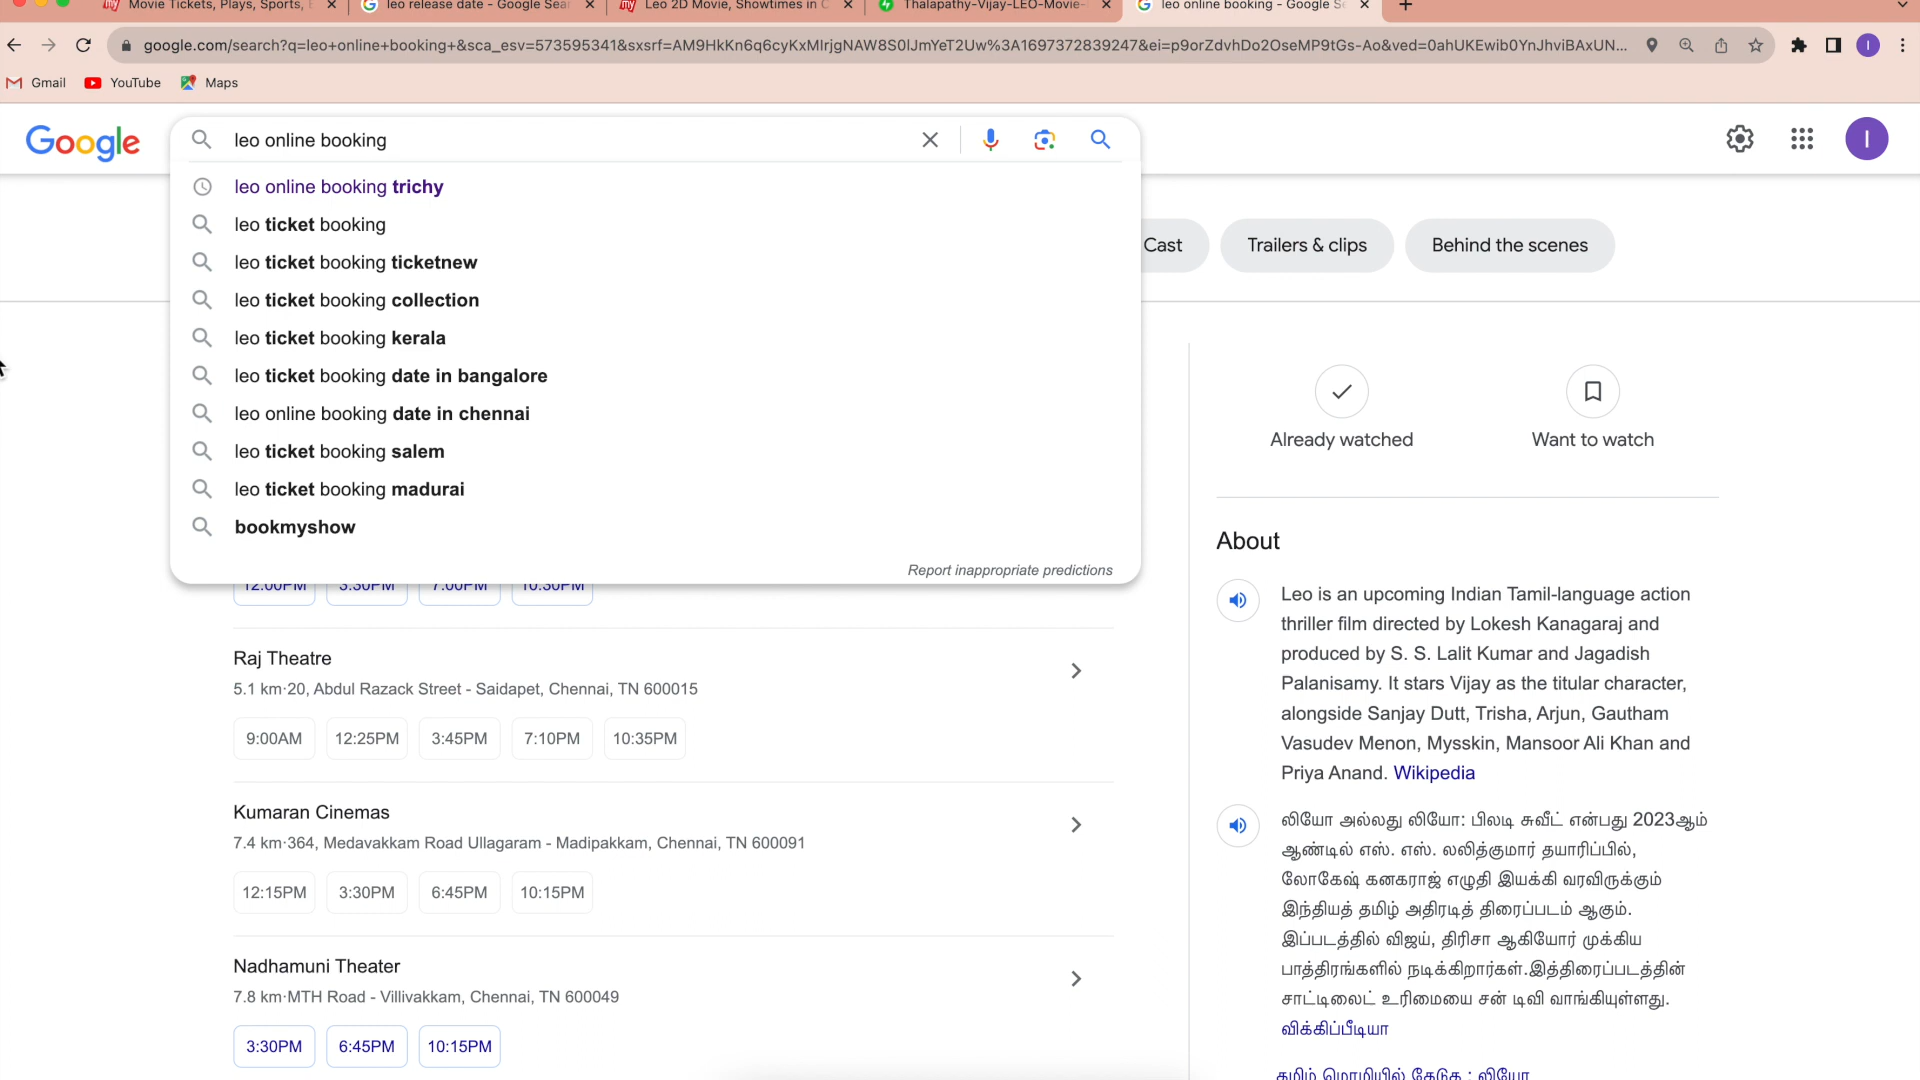 Movie Tickets, Plays, Sports, E
leo release date - Google Sear
Leo 2D Movie, Showtimes in C
Thalapathy-Vijay-LEO-Movie-
leo online booking - Google Se
google.com/search?q=leo+online+booking+&sca_esv=573595341&sxsrf=AM9HkKn6q6cyKxMIrjgNAW8S0lJmYeT2Uw%3A1697372839247&ei=p9orZdvhDo2OseMP9tGs-Ao&ved=0ahUKEwib0YnJhviBAxUN...
Gmail YouTube Maps
Google leo online booking
leo online booking trichy
leo ticket booking
leo ticket booking ticketnew
leo ticket booking collection
leo ticket booking kerala
leo ticket booking date in bangalore
leo online booking date in chennai
leo ticket booking salem
leo ticket booking madurai
bookmyshow
Report inappropriate predictions
12:00PM 3:30PM 7:00PM 10:30PM
Raj Theatre
5.1 km·20, Abdul Razack Street - Saidapet, Chennai, TN 600015
9:00AM 12:25PM 3:45PM 7:10PM 10:35PM
Kumaran Cinemas
7.4 km·364, Medavakkam Road Ullagaram - Madipakkam, Chennai, TN 600091
12:15PM 3:30PM 6:45PM 10:15PM
Nadhamuni Theater
7.8 km·MTH Road - Villivakkam, Chennai, TN 600049
3:30PM 6:45PM 10:15PM
I
I
Cast Trailers & clips Behind the scenes
Already watched Want to watch
About
Leo is an upcoming Indian Tamil-language action
thriller film directed by Lokesh Kanagaraj and
produced by S. S. Lalit Kumar and Jagadish
Palanisamy. It stars Vijay as the titular character,
alongside Sanjay Dutt, Trisha, Arjun, Gautham
Vasudev Menon, Mysskin, Mansoor Ali Khan and
Priya Anand. Wikipedia
லியோ அல்லது லியோ: பிலடி சுவீட் என்பது 2023ஆம்
ஆண்டில் எஸ். எஸ். லலித்குமார் தயாரிப்பில்,
லோகேஷ் கனகராஜ் எழுதி இயக்கி வரவிருக்கும்
இந்தியத் தமிழ் அதிரடித் திரைப்படம் ஆகும்.
இப்படத்தில் விஜய், திரிசா ஆகியோர் முக்கிய
பாத்திரங்களில் நடிக்கிறார்கள்.இத்திரைப்படத்தின்
சாட்டிலைட் உரிமையை சன் டிவி வாங்கியுள்ளது.
விக்கிப்பீடியா
தமிழ் மொழியில் கேடுக : லியோ